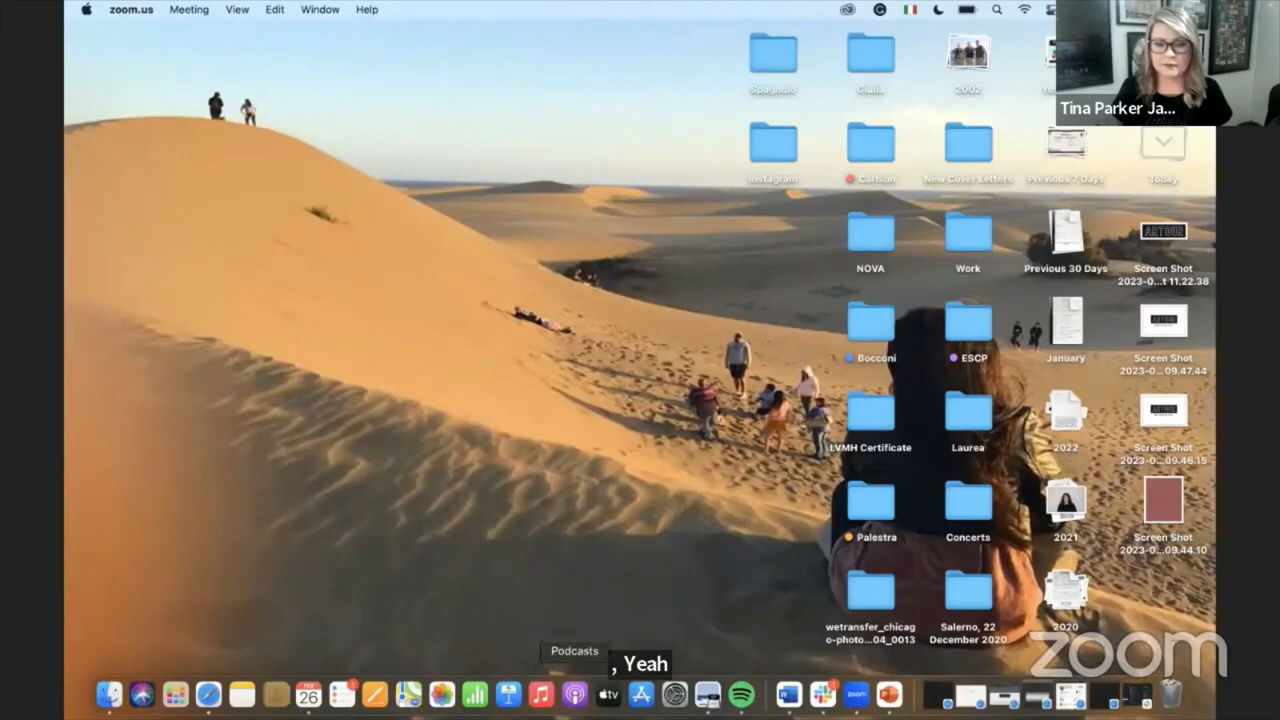 zoom.us Meeting View Edit Window Help
Tina Parker Ja...
Spagnolo Giulia 2002
instagram Carlson New Cover Letters Previous 7 Days Today
ARTOUR
NOVA Work Previous 30 Days Screen Shot
2023-0...t 11.22.38
Bocconi ESCP January Screen Shot
2023-0...09.47.44
LVMH Certificate Laurea 2022 Screen Shot
2023-0...09.46.15
Palestra Concerts 2021 Screen Shot
2023-0...09.44.10
wetransfer_chicag
o-photo...04_0013
Salerno, 22
December 2020
2020
zoom
Podcasts
, Yeah
26
tv
zoom